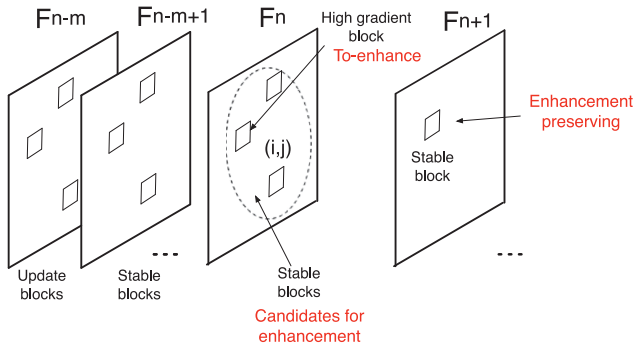 Fn-m
Fn-m+1
Fn
Fn+1
High gradient
block
To-enhance
Enhancement
preserving
(i,j)
Stable
block
...
...
Update
blocks
Stable
blocks
Stable
blocks
Candidates for
enhancement